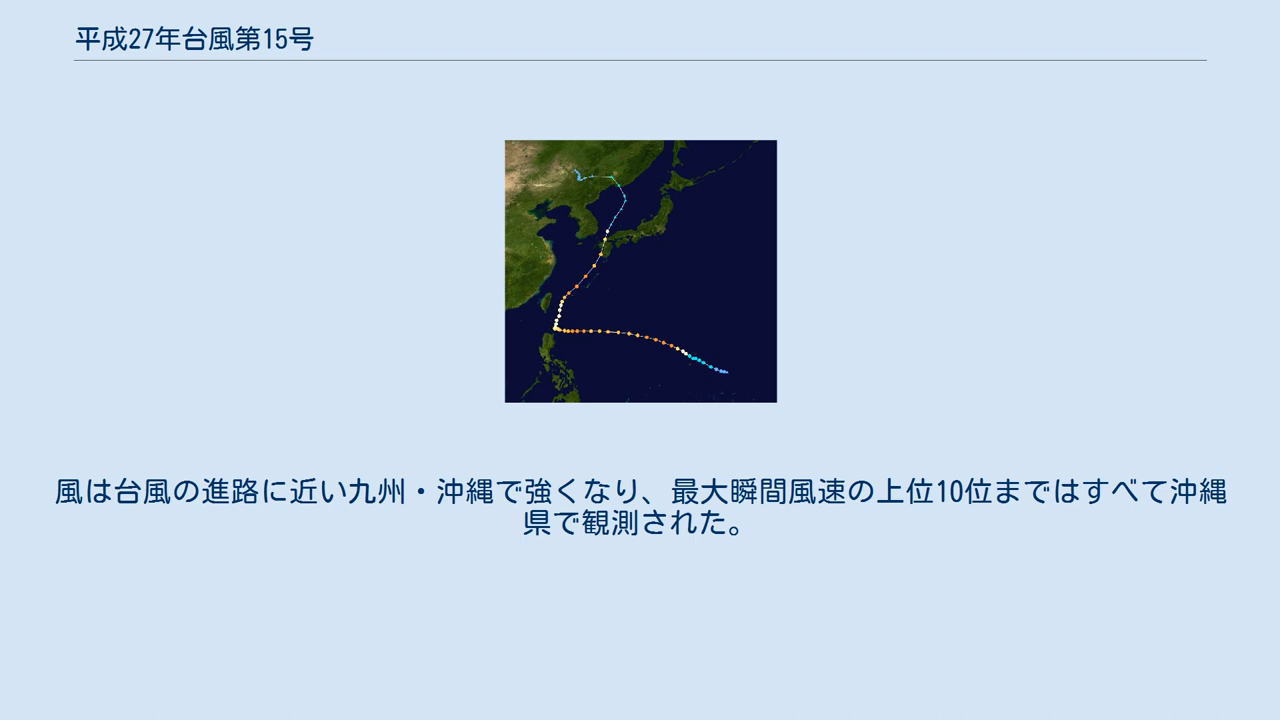 平成27年台風第15号
風は台風の進路に近い九州・沖縄で強くなり、最大瞬間風速の上位10位まではすべて沖縄
県で観測された。